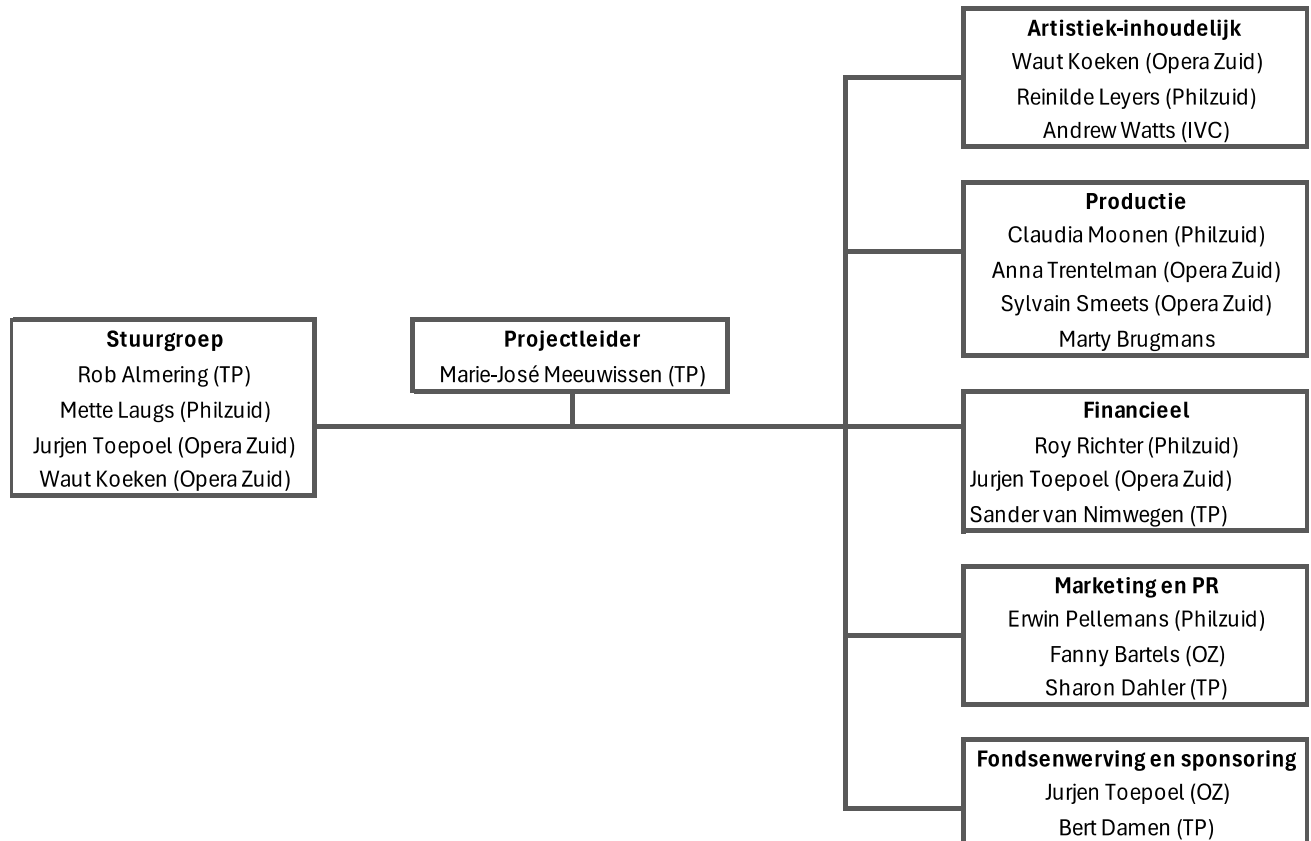 Stuurgroep
Rob Almering (TP)
Mette Laugs (Philzuid)
Jurjen Toepoel (Opera Zuid)
Waut Koeken (Opera Zuid)
Projectleider
Marie-José Meeuwissen (TP)
Artistiek-inhoudelijk
Waut Koeken (Opera Zuid)
Reinilde Leyers (Philzuid)
Andrew Watts (IVC)
Productie
Claudia Moonen (Philzuid)
Anna Trentelman (Opera Zuid)
Sylvain Smeets (Opera Zuid)
Marty Brugmans
Financieel
Roy Richter (Philzuid)
Jurjen Toepoel (Opera Zuid)
Sander van Nimwegen (TP)
Marketing en PR
Erwin Pellemans (Philzuid)
Fanny Bartels (OZ)
Sharon Dahler (TP)
Fondsenwerving en sponsoring
Jurjen Toepoel (OZ)
Bert Damen (TP)